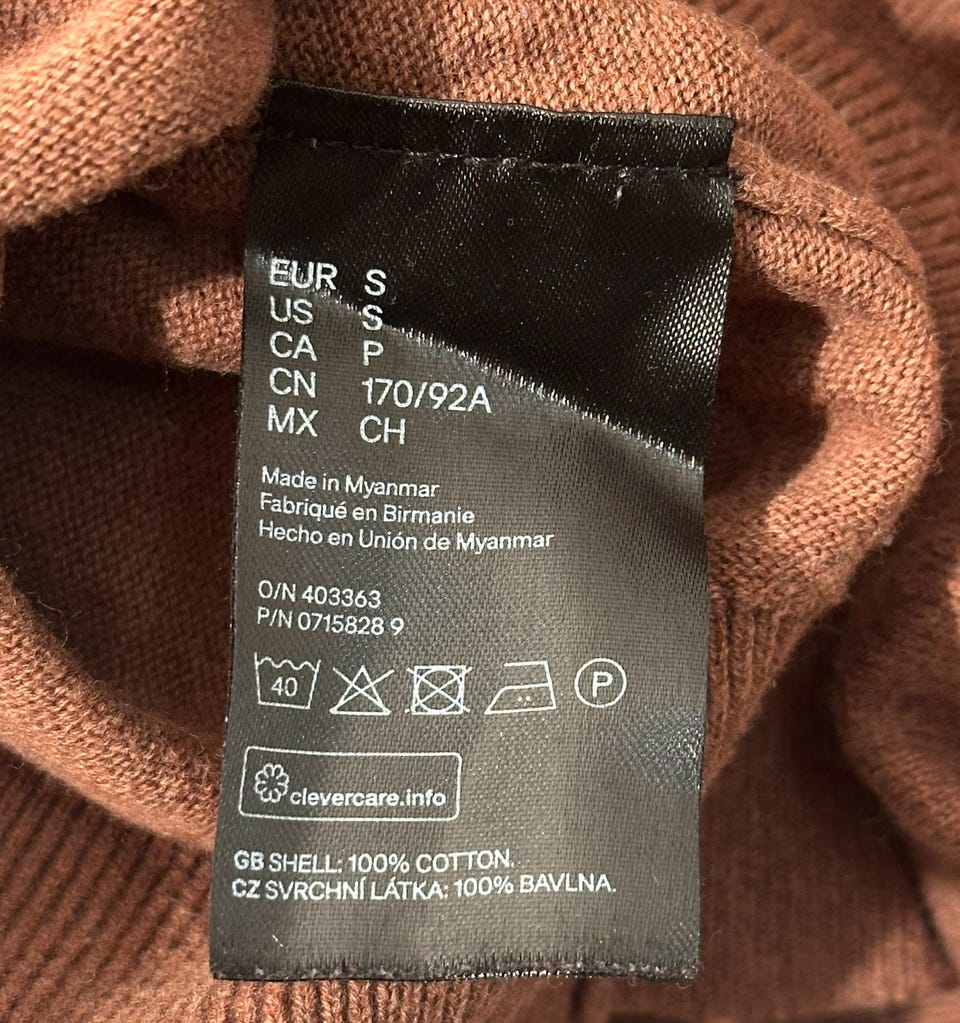 EUR S
US S
CA P
CN 170/92A
MX CH
Made in Myanmar
Fabriqué en Birmanie
Hecho en Unión de Myanmar
O/N 403363
P/N 0715828 9
40 P
clevercare.info
GB SHELL: 100% COTTON.
CZ SVRCHNÍ LÁTKA: 100% BAVLNA.